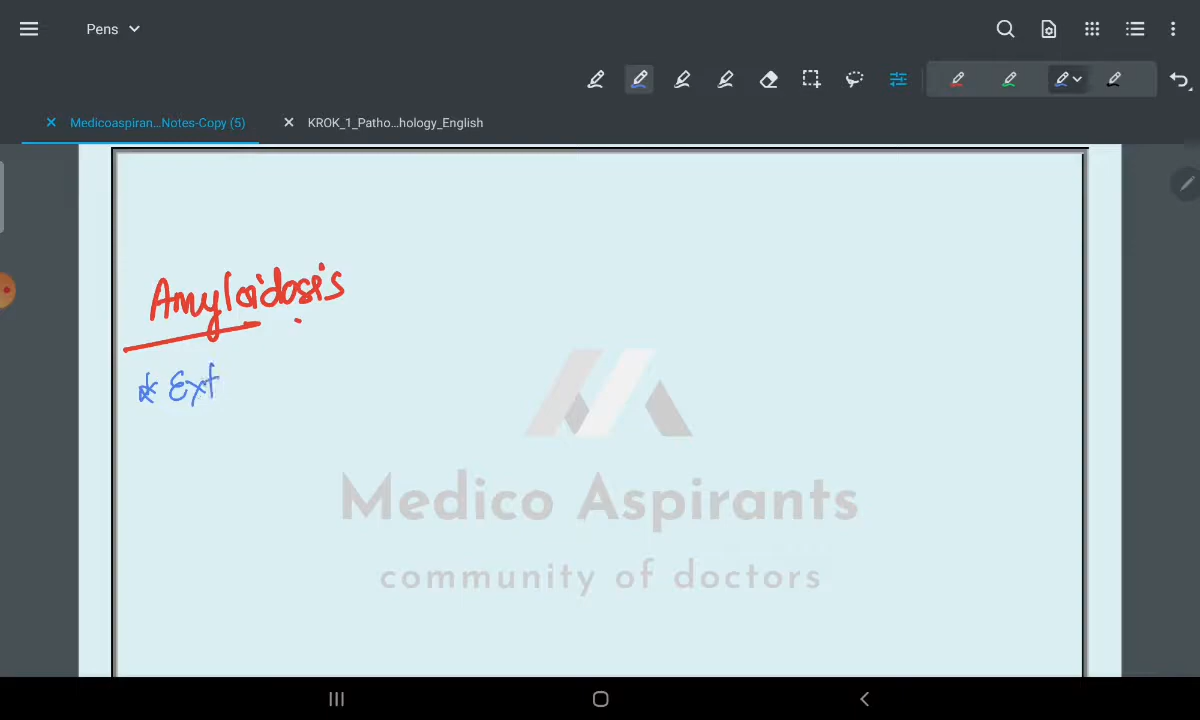 Pens
Medicoaspiran...Notes-Copy (5)
KROK_1_Patho...hology_English
Amyloidosis
* Ext
Medico Aspirants
community of doctors